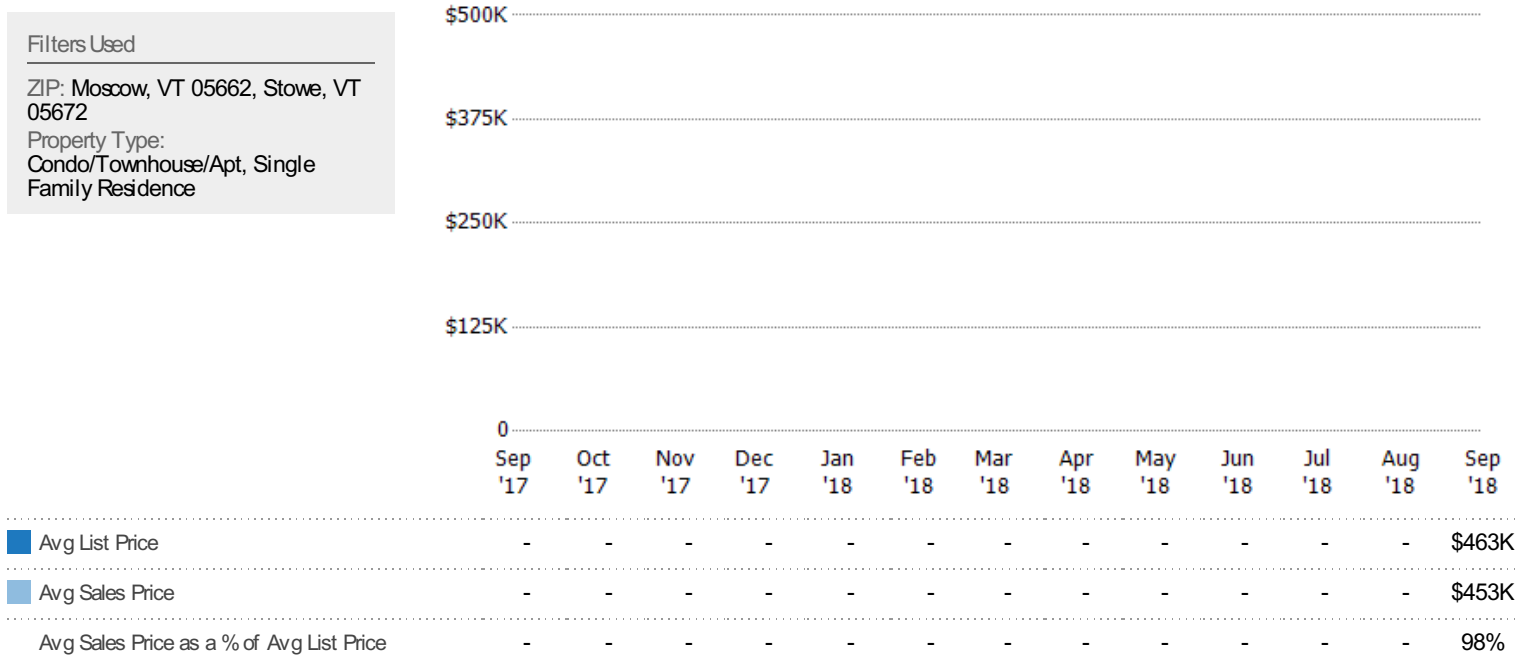 Filters Used
ZIP: Moscow, VT 05662, Stowe, VT
05672
Property Type:
Condo/Townhouse/Apt, Single
Family Residence
$500K
$375K
$250K
$125K
0
Sep Oct Nov Dec Jan Feb Mar Apr May Jun Jul Aug Sep
'17 '17 '17 '17 '18 '18 '18 '18 '18 '18 '18 '18 '18
Avg List Price - - - - - - - - - - - - $463K
Avg Sales Price - - - - - - - - - - - - $453K
Avg Sales Price as a % of Avg List Price - - - - - - - - - - - - 98%